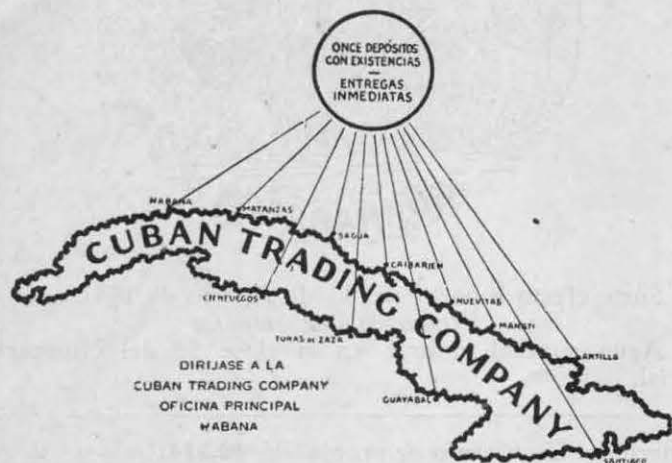 ONCE DEPÓSITOS
CON EXISTENCIAS
ENTREGAS
INMEDIATAS
HABANA
MATANZAS
SAGUA
CAIBARIEN
NUEVITAS
MANATI
ANTILLA
CUBAN TRADING COMPANY
CIENFUEGOS
TUNAS DE ZAZA
GUAYABAL
SANTIAGO
DIRIJASE A LA
CUBAN TRADING COMPANY
OFICINA PRINCIPAL
HABANA